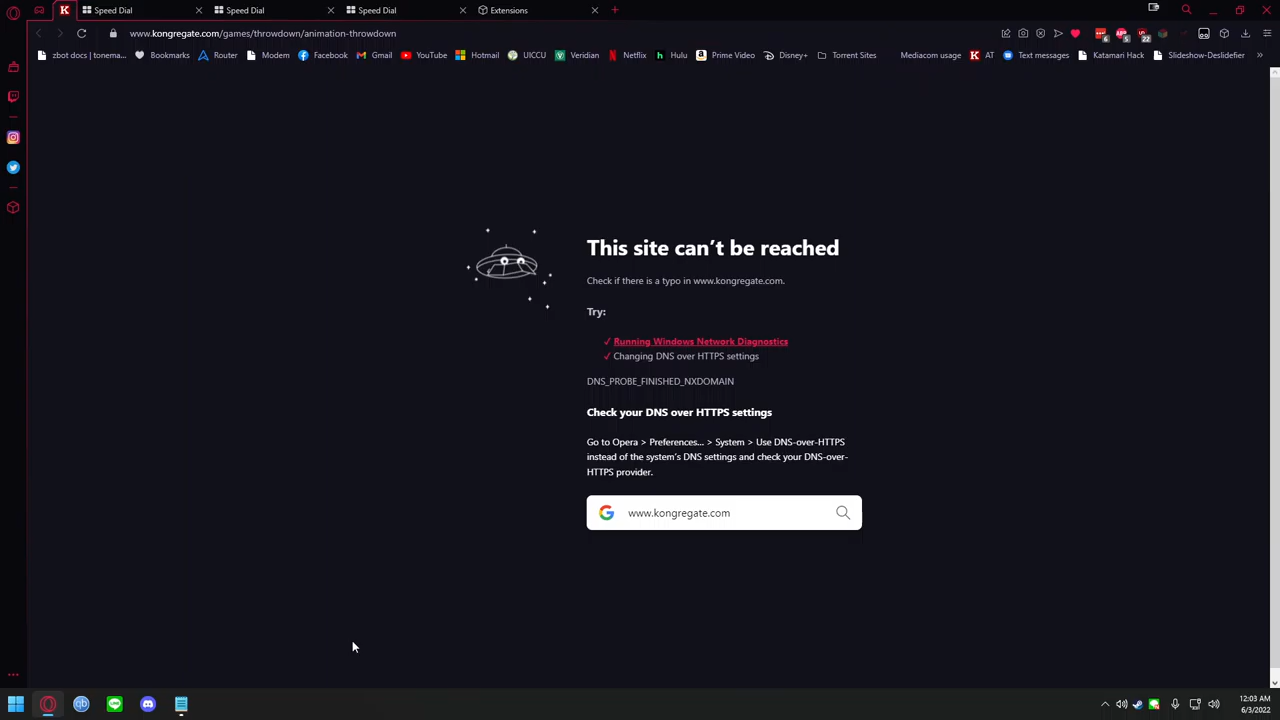 Speed Dial
Speed Dial
Speed Dial
Extensions
www.kongregate.com/games/throwdown/animation-throwdown
zbot docs | tonema...
Bookmarks
Router
Modem
Facebook
Gmail
YouTube
Hotmail
UICCU
Veridian
Netflix
Hulu
Prime Video
Disney+
Torrent Sites
Mediacom usage
AT
Text messages
Katamari Hack
Slideshow-Deslidefier
This site can't be reached
Check if there is a typo in www.kongregate.com.
Try:
Running Windows Network Diagnostics
Changing DNS over HTTPS settings
DNS_PROBE_FINISHED_NXDOMAIN
Check your DNS over HTTPS settings
Go to Opera > Preferences... > System > Use DNS-over-HTTPS
instead of the system's DNS settings and check your DNS-over-
HTTPS provider.
www.kongregate.com
12:03 AM
6/3/2022